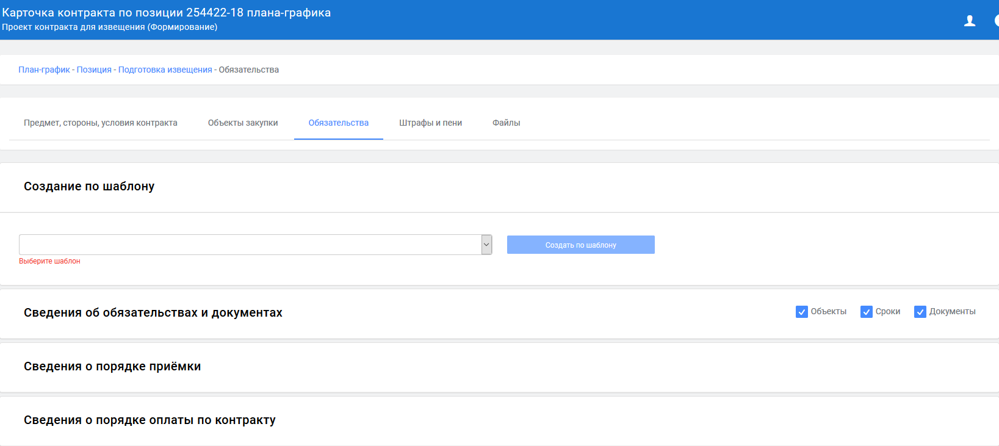 Карточка контракта по позиции 254422-18 плана-графика
Проект контракта для извещения (Формирование)
План-график - Позиция - Подготовка извещения - Обязательства
Предмет, стороны, условия контракта Объекты закупки Обязательства Штрафы и пени Файлы
Создание по шаблону
Создать по шаблону
Выберите шаблон
Сведения об обязательствах и документах Объекты Сроки Документы
Сведения о порядке приёмки
Сведения о порядке оплаты по контракту